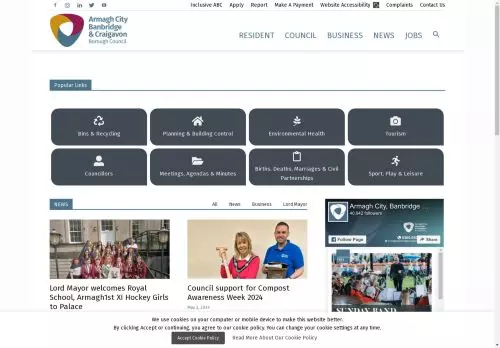 Inclusive ABC Apply Report Make A Payment Website Accessibility Complaints Contact Us
Armagh City
Banbridge
& Craigavon
Borough Council
RESIDENT COUNCIL BUSINESS NEWS JOBS
Popular Links
Bins & Recycling
Planning & Building Control
Environmental Health
Tourism
Councillors
Meetings, Agendas & Minutes
Births, Deaths, Marriages & Civil
Partnerships
Sport, Play & Leisure
NEWS
All News Business Lord Mayor
Lord Mayor welcomes Royal
School, Armagh1st XI Hockey Girls
to Palace
Council support for Compost
Awareness Week 2024
May 2, 2024
Armagh City, Banbridge ...
40,942 followers
Follow Page
Share
SUNDAY BAND
We use cookies on your computer or mobile device to make this website better.
By clicking Accept or continuing, you agree to our cookie policy. You can change your cookie settings at any time.
Accept Cookie Policy
Read More About Our Cookie Policy